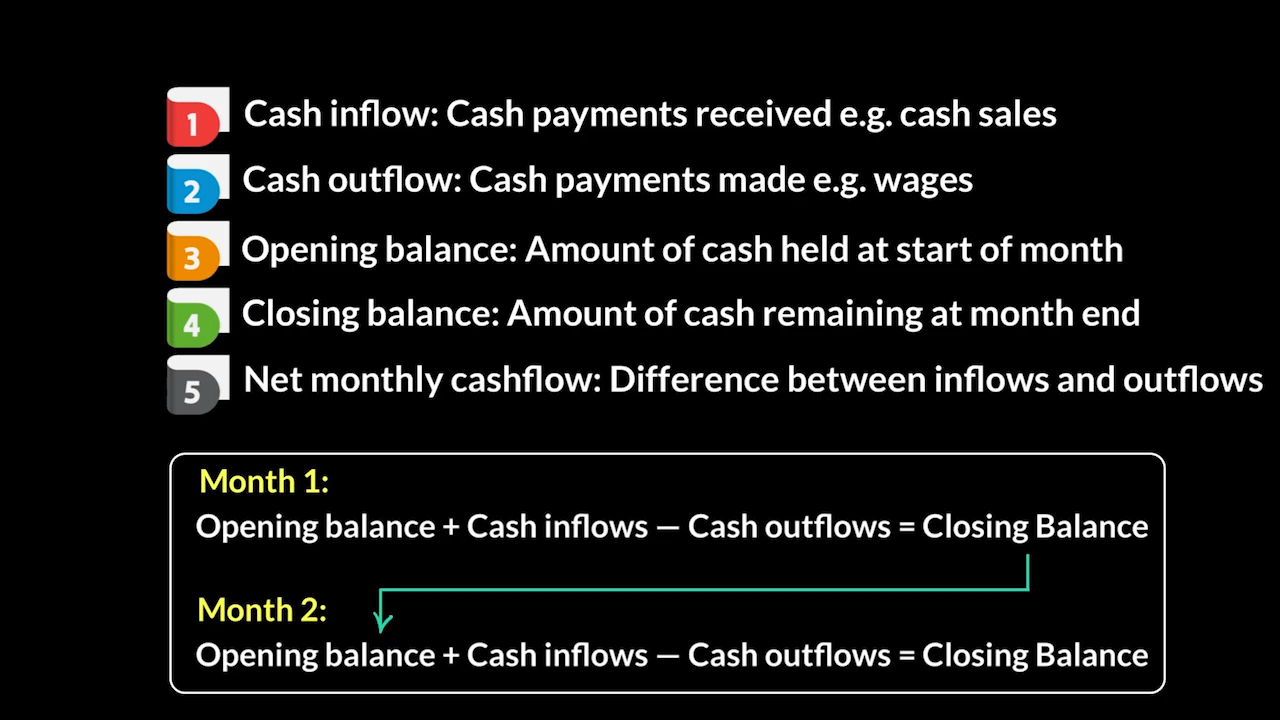 1 Cash inflow: Cash payments received e.g. cash sales
2 Cash outflow: Cash payments made e.g. wages
3 Opening balance: Amount of cash held at start of month
4 Closing balance: Amount of cash remaining at month end
5 Net monthly cashflow: Difference between inflows and outflows
Month 1:
Opening balance + Cash inflows — Cash outflows = Closing Balance
Month 2:
Opening balance + Cash inflows — Cash outflows = Closing Balance